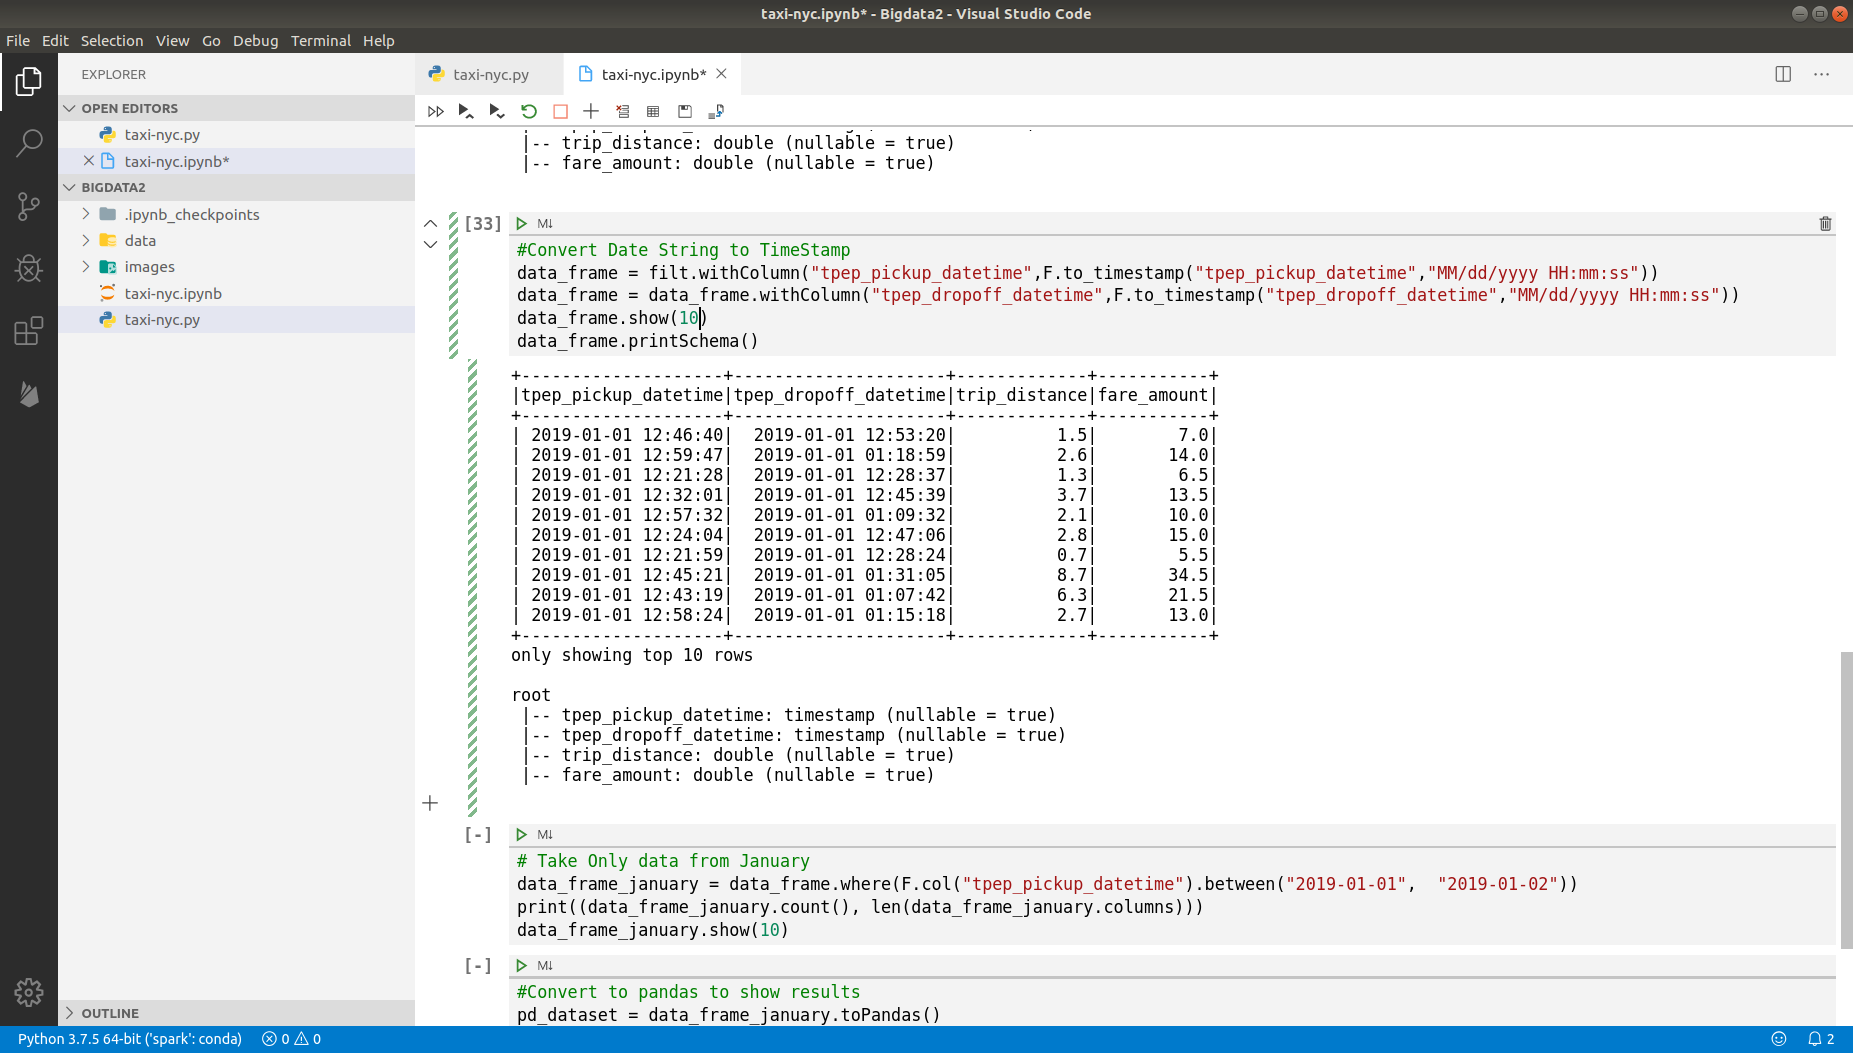 taxi-nyc.ipynb* - Bigdata2 - Visual Studio Code
File Edit Selection View Go Debug Terminal Help
EXPLORER
OPEN EDITORS
taxi-nyc.py
taxi-nyc.ipynb*
BIGDATA2
.ipynb_checkpoints
data
images
taxi-nyc.ipynb
taxi-nyc.py
OUTLINE
taxi-nyc.py taxi-nyc.ipynb*
|-- trip_distance: double (nullable = true)
|-- fare_amount: double (nullable = true)
[33] M↓
#Convert Date String to TimeStamp
data_frame = filt.withColumn("tpep_pickup_datetime",F.to_timestamp("tpep_pickup_datetime","MM/dd/yyyy HH:mm:ss"))
data_frame = data_frame.withColumn("tpep_dropoff_datetime",F.to_timestamp("tpep_dropoff_datetime","MM/dd/yyyy HH:mm:ss"))
data_frame.show(10)
data_frame.printSchema()
+--------------------+---------------------+-------------+-----------+
|tpep_pickup_datetime|tpep_dropoff_datetime|trip_distance|fare_amount|
+--------------------+---------------------+-------------+-----------+
| 2019-01-01 12:46:40|  2019-01-01 12:53:20|          1.5|        7.0|
| 2019-01-01 12:59:47|  2019-01-01 01:18:59|          2.6|       14.0|
| 2019-01-01 12:21:28|  2019-01-01 12:28:37|          1.3|        6.5|
| 2019-01-01 12:32:01|  2019-01-01 12:45:39|          3.7|       13.5|
| 2019-01-01 12:57:32|  2019-01-01 01:09:32|          2.1|       10.0|
| 2019-01-01 12:24:04|  2019-01-01 12:47:06|          2.8|       15.0|
| 2019-01-01 12:21:59|  2019-01-01 12:28:24|          0.7|        5.5|
| 2019-01-01 12:45:21|  2019-01-01 01:31:05|          8.7|       34.5|
| 2019-01-01 12:43:19|  2019-01-01 01:07:42|          6.3|       21.5|
| 2019-01-01 12:58:24|  2019-01-01 01:15:18|          2.7|       13.0|
+--------------------+---------------------+-------------+-----------+
only showing top 10 rows
root
|-- tpep_pickup_datetime: timestamp (nullable = true)
|-- tpep_dropoff_datetime: timestamp (nullable = true)
|-- trip_distance: double (nullable = true)
|-- fare_amount: double (nullable = true)
[-] M↓
# Take Only data from January
data_frame_january = data_frame.where(F.col("tpep_pickup_datetime").between("2019-01-01",  "2019-01-02"))
print((data_frame_january.count(), len(data_frame_january.columns)))
data_frame_january.show(10)
[-] M↓
#Convert to pandas to show results
pd_dataset = data_frame_january.toPandas()
Python 3.7.5 64-bit ('spark': conda) 0 0 2